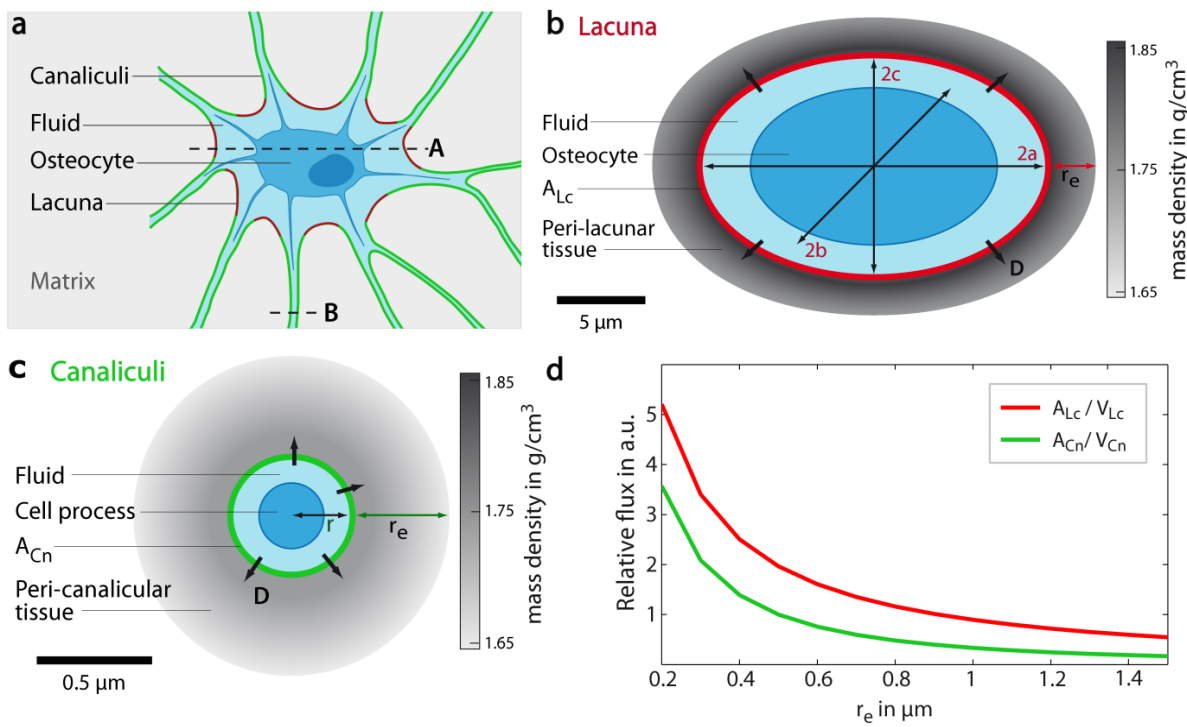 a
Canaliculi
Fluid
Osteocyte
Lacuna
Matrix
A
B
b Lacuna
Fluid
Osteocyte
A_Lc
Peri-lacunar
tissue
2c
2a
2b
r_e
D
5 µm
1.85
1.75
1.65
mass density in g/cm³
c Canaliculi
Fluid
Cell process
A_Cn
Peri-canalicular
tissue
r
r_e
D
0.5 µm
1.85
1.75
1.65
mass density in g/cm³
d
A_Lc / V_Lc
A_Cn / V_Cn
Relative flux in a.u.
5
4
3
2
1
0.2 0.4 0.6 0.8 1 1.2 1.4
r_e in µm